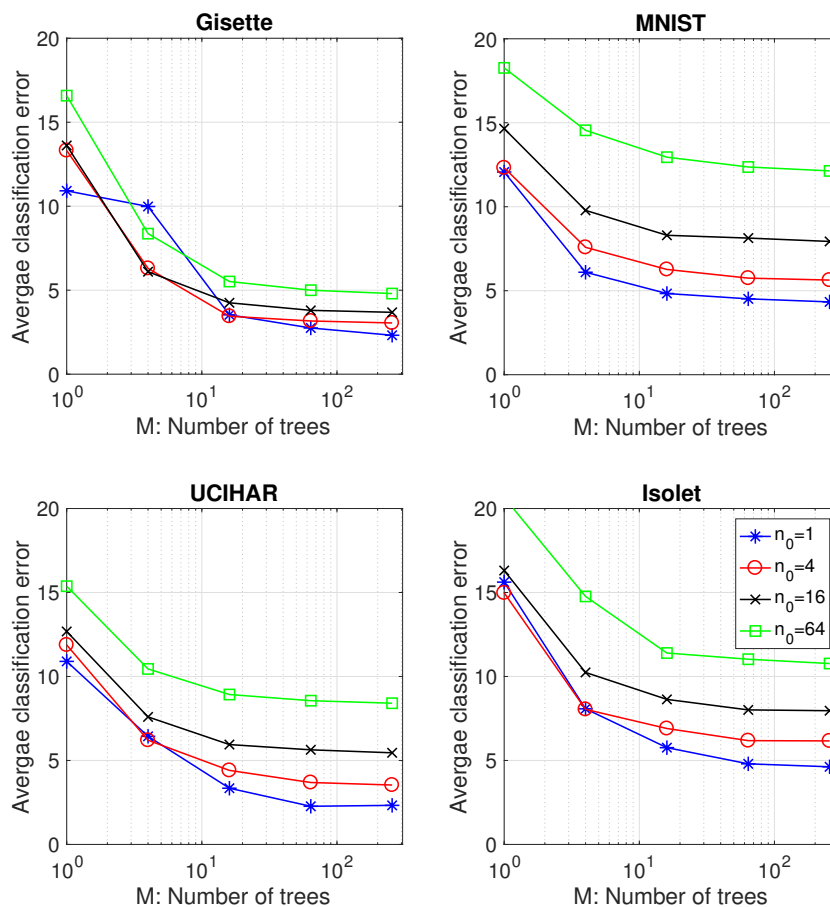 Gisette
20
15
10
5
0
10^0
10^1
10^2
Avergae classification error
M: Number of trees
MNIST
20
15
10
5
0
10^0
10^1
10^2
Avergae classification error
M: Number of trees
UCIHAR
20
15
10
5
0
10^0
10^1
10^2
Avergae classification error
M: Number of trees
Isolet
20
15
10
5
0
10^0
10^1
10^2
Avergae classification error
M: Number of trees
n_0=1
n_0=4
n_0=16
n_0=64